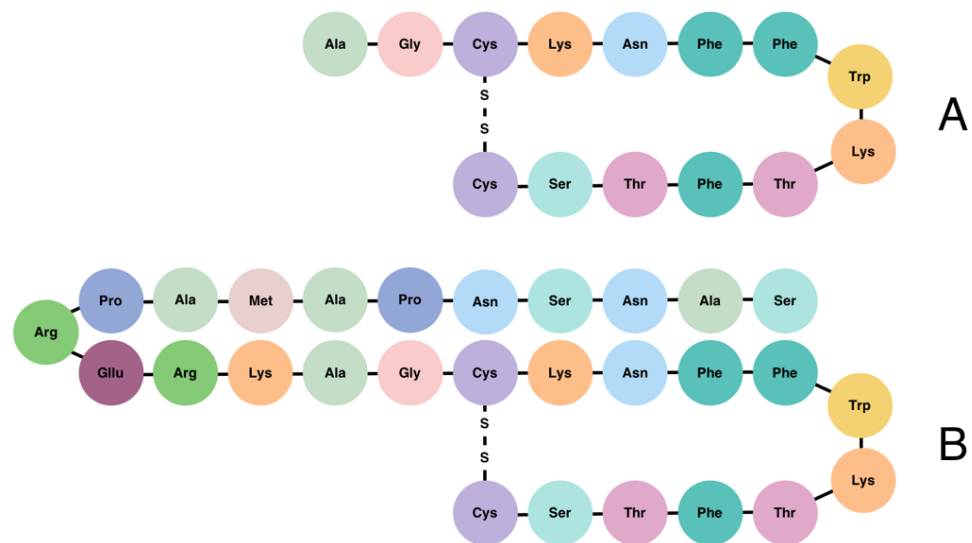 Ala Gly Cys Lys Asn Phe Phe
Trp
S
A
S
Lys
Cys Ser Thr Phe Thr
Pro Ala Met Ala Pro Asn Ser Asn Ala Ser
Arg
Gllu Arg Lys Ala Gly Cys Lys Asn Phe Phe
Trp
S
B
S
Lys
Cys Ser Thr Phe Thr